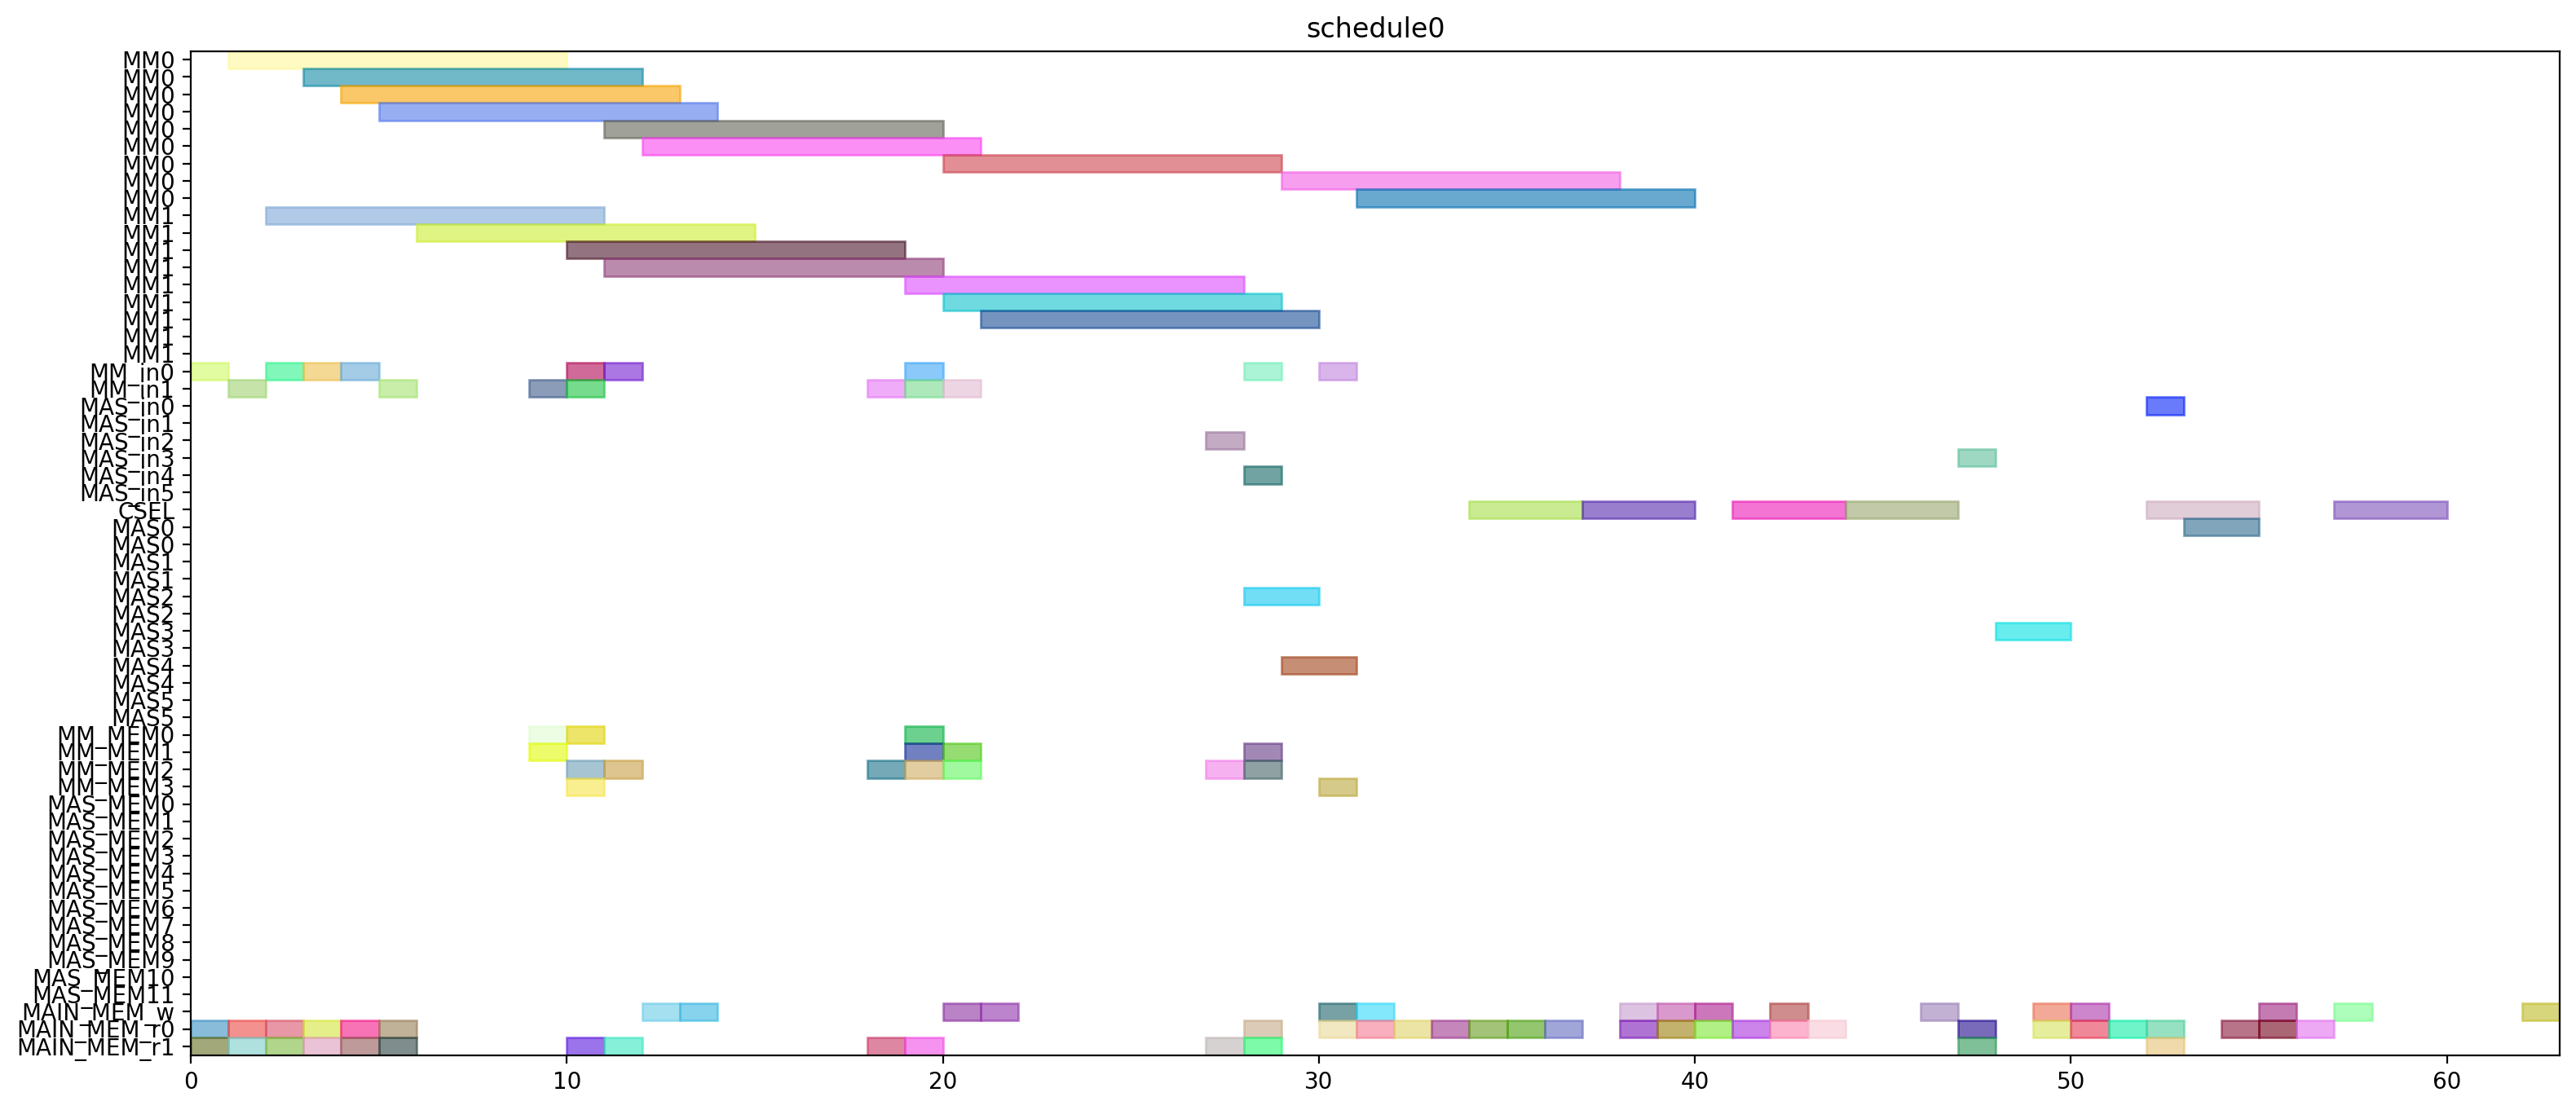 schedule0
MM0
MM0
MM0
MM0
MM0
MM0
MM0
MM0
MM0
MM1
MM1
MM1
MM1
MM1
MM1
MM1
MM1
MM1
MM_in0
MM_in1
MAS_in0
MAS_in1
MAS_in2
MAS_in3
MAS_in4
MAS_in5
CSEL
MAS0
MAS0
MAS1
MAS1
MAS2
MAS2
MAS3
MAS3
MAS4
MAS4
MAS5
MAS5
MM_MEM0
MM_MEM1
MM_MEM2
MM_MEM3
MAS_MEM0
MAS_MEM1
MAS_MEM2
MAS_MEM3
MAS_MEM4
MAS_MEM5
MAS_MEM6
MAS_MEM7
MAS_MEM8
MAS_MEM9
MAS_MEM10
MAS_MEM11
MAIN_MEM_w
MAIN_MEM_r0
MAIN_MEM_r1
0 10 20 30 40 50 60